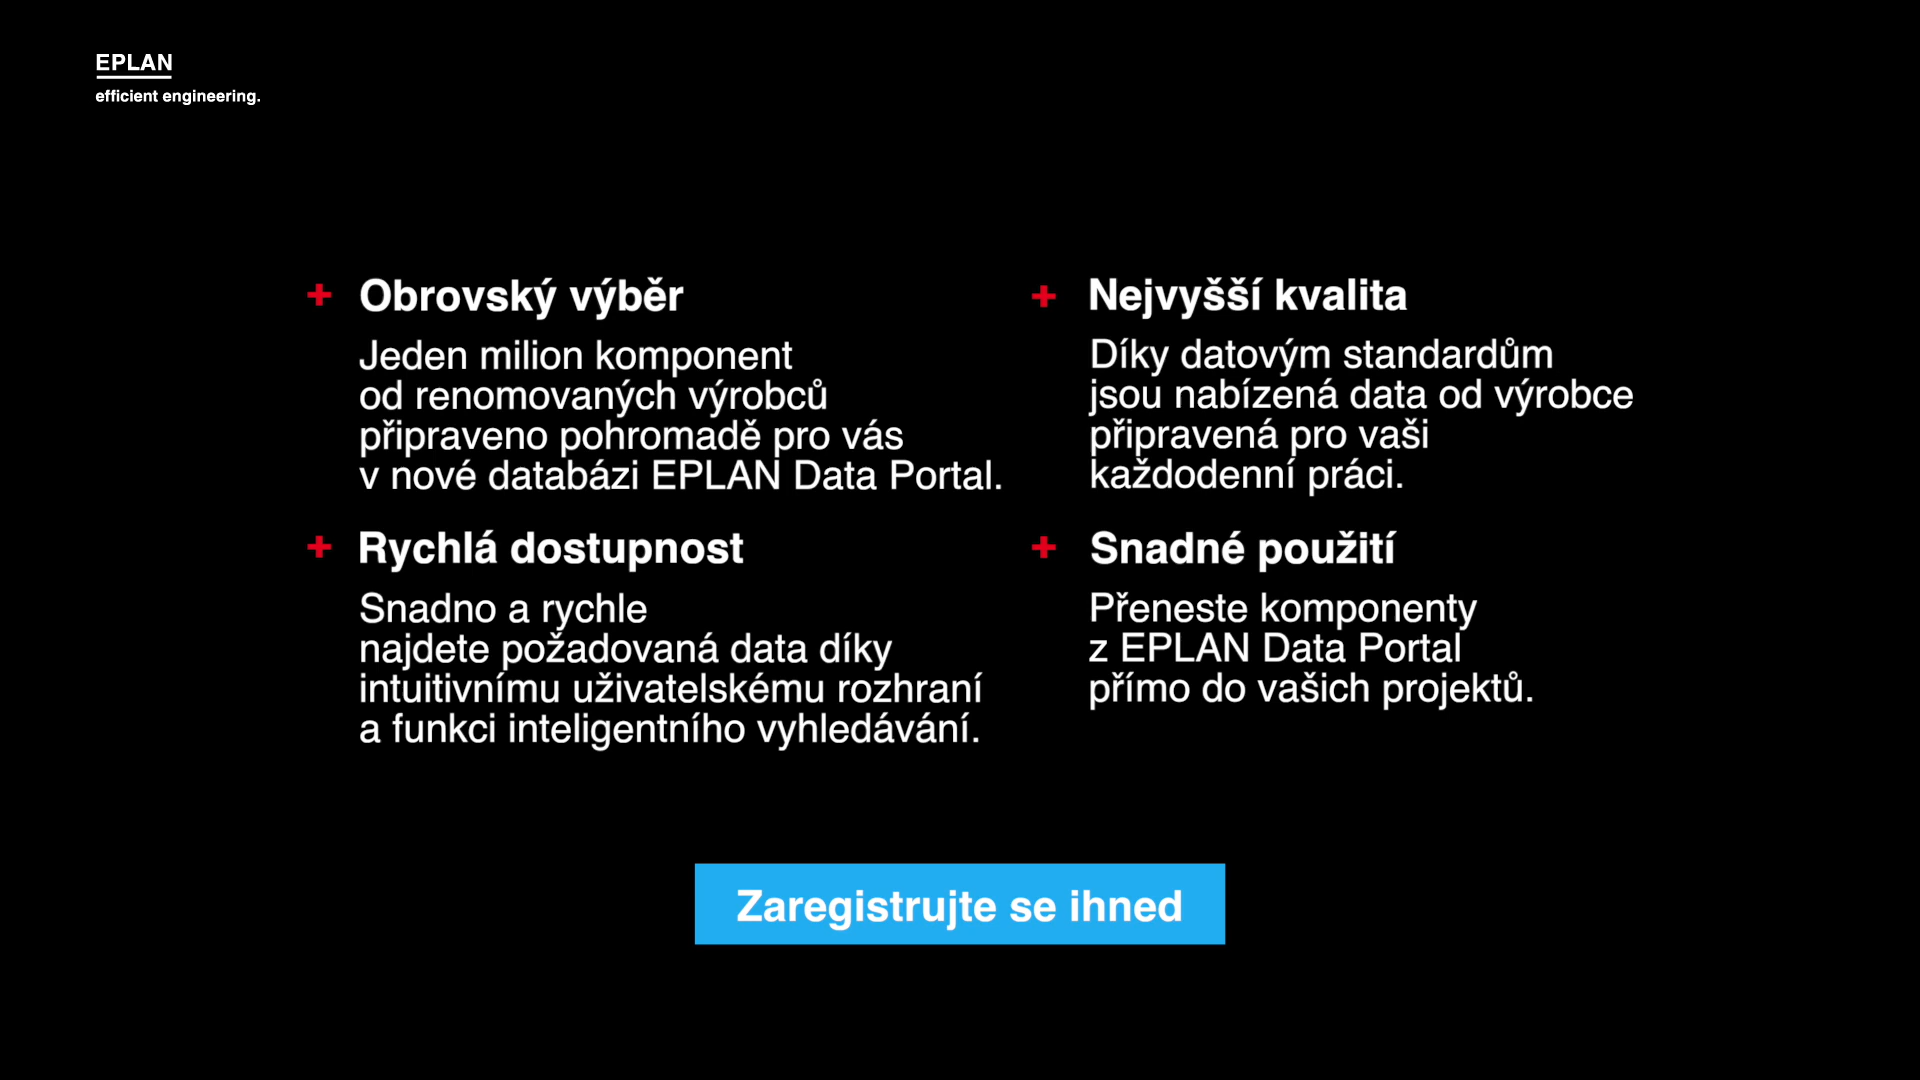 EPLAN
efficient engineering.
+ Obrovský výběr
Jeden milion komponent
od renomovaných výrobců
připraveno pohromadě pro vás
v nové databázi EPLAN Data Portal.
+ Nejvyšší kvalita
Díky datovým standardům
jsou nabízená data od výrobce
připravená pro vaši
každodenní práci.
+ Rychlá dostupnost
Snadno a rychle
najdete požadovaná data díky
intuitivnímu uživatelskému rozhraní
a funkci inteligentního vyhledávání.
+ Snadné použití
Přeneste komponenty
z EPLAN Data Portal
přímo do vašich projektů.
Zaregistrujte se ihned